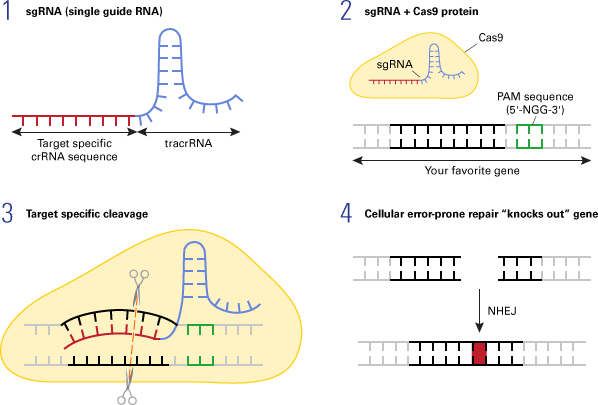 1 sgRNA (single guide RNA)
Target specific
crRNA sequence
tracrRNA
2 sgRNA + Cas9 protein
Cas9
sgRNA
PAM sequence
(5'-NGG-3')
Your favorite gene
3 Target specific cleavage
4 Cellular error-prone repair “knocks out” gene
NHEJ